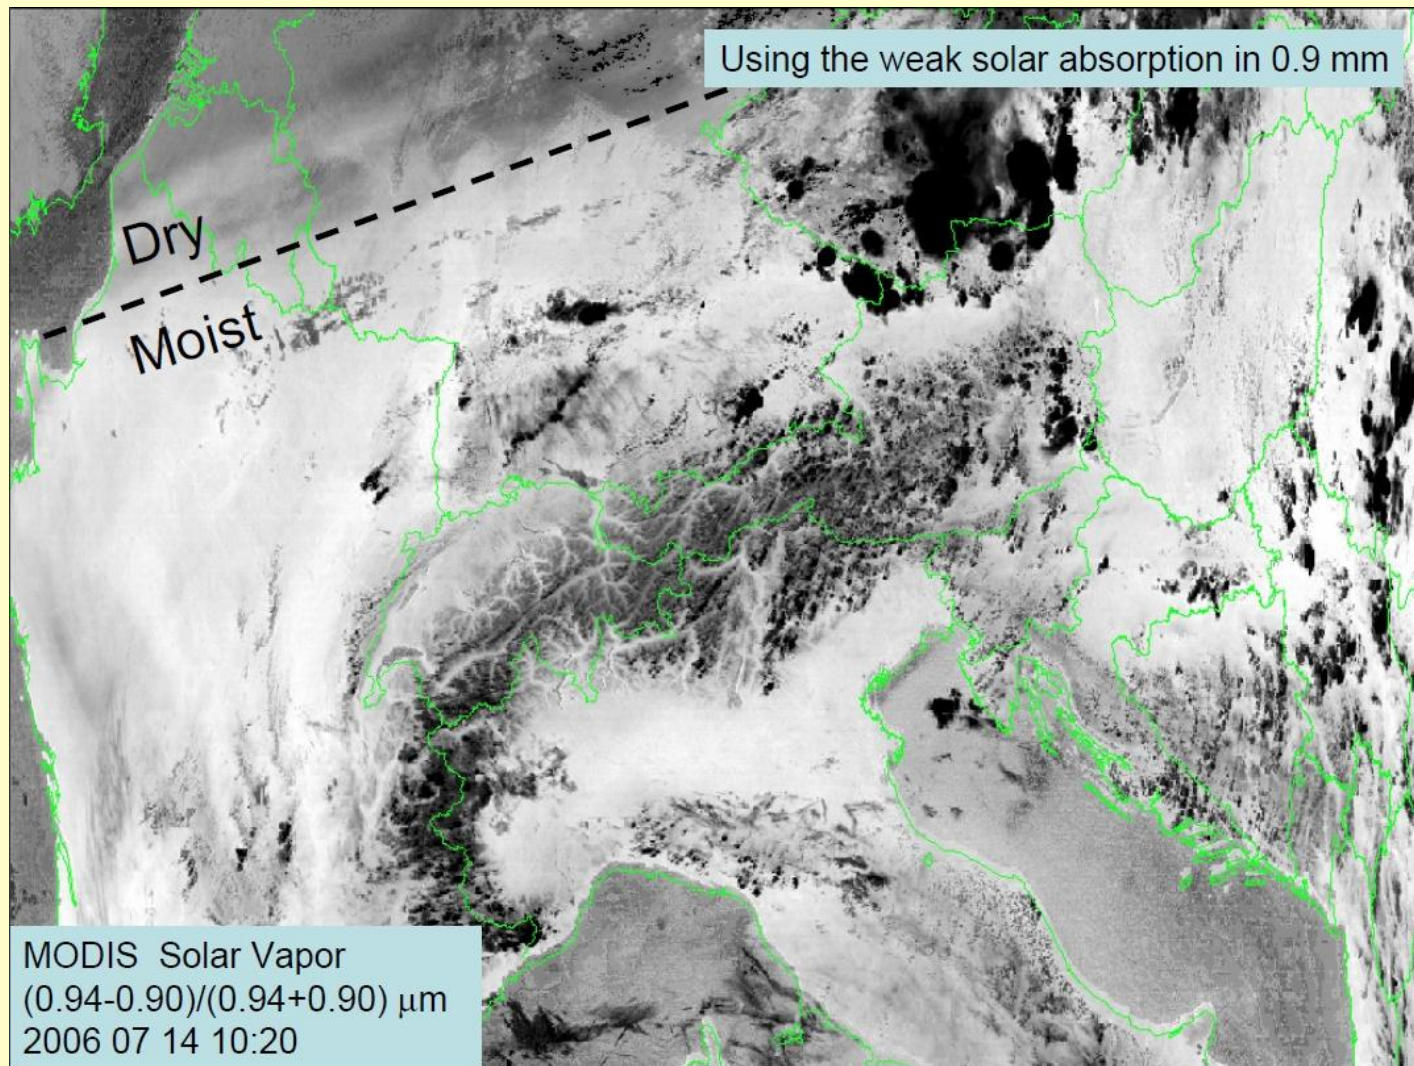 Using the weak solar absorption in 0.9 mm
Dry
Moist
MODIS  Solar Vapor
(0.94-0.90)/(0.94+0.90) μm
2006 07 14 10:20